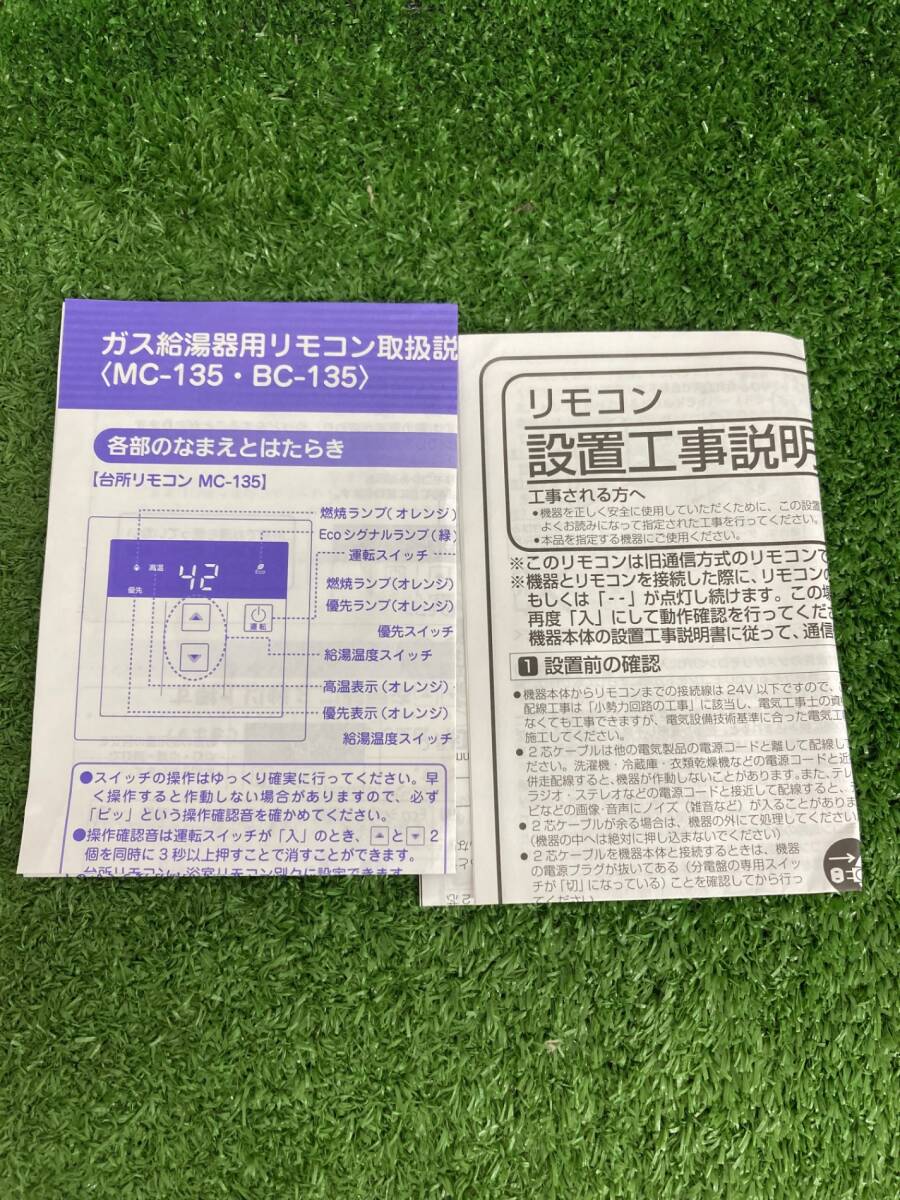 ガス給湯器用リモコン取扱説
〈MC-135・BC-135〉
各部のなまえとはたらき
【台所リモコン MC-135】
燃焼ランプ(オレンジ)
Ecoシグナルランプ(緑
運転スイッチ
燃焼ランプ(オレンジ)
優先ランプ(オレンジ)
優先スイッチ
給湯温度スイッチ
高温表示(オレンジ)
優先表示(オレンジ)
給湯温度スイッチ
高温
42
優先
運転
●スイッチの操作はゆっくり確実に行ってください。早
く操作すると作動しない場合がありますので、必ず
「ピッ」という操作確認音を確かめてください。
●操作確認音は運転スイッチが「入」のとき、▲と▼2
個を同時に3秒以上押すことで消すことができます。
台所リモコン、浴室リモコン別々に設定できます
リモコン
設置工事説明
工事される方へ
●機器を正しく安全に使用していただくために、この設置
よくお読みになって指定された工事を行ってください。
●本品を指定する機器にご使用ください。
※このリモコンは旧通信方式のリモコンで
※機器とリモコンを接続した際に、リモコンの
もしくは「--」が点灯し続けます。この場
再度「入」にして動作確認を行ってくだ
機器本体の設置工事説明書に従って、通信
1 設置前の確認
●機器本体からリモコンまでの接続線は24V以下ですので、
配線工事は「小勢力回路の工事」に該当し、電気工事士の資
なくても工事できますが、電気設備技術基準に合った電気工
施工してください。
●2芯ケーブルは他の電気製品の電源コードと離して配線し
ださい。洗濯機・冷蔵庫・衣類乾燥機などの電源コードと近
併走配線すると、機器が作動しないことがあります。また、テレ
ラジオ・ステレオなどの電源コードと接近して配線すると、
ビなどの画像・音声にノイズ(雑音など)が入ることがありま
●2芯ケーブルが余る場合は、機器の外にて処理してください
(機器の中へは絶対に押し込まないでください)
●2芯ケーブルを機器本体と接続するときは、機器
の電源プラグが抜いてある(分電盤の専用スイッ
チが「切」になっている)ことを確認してから行っ
てください。